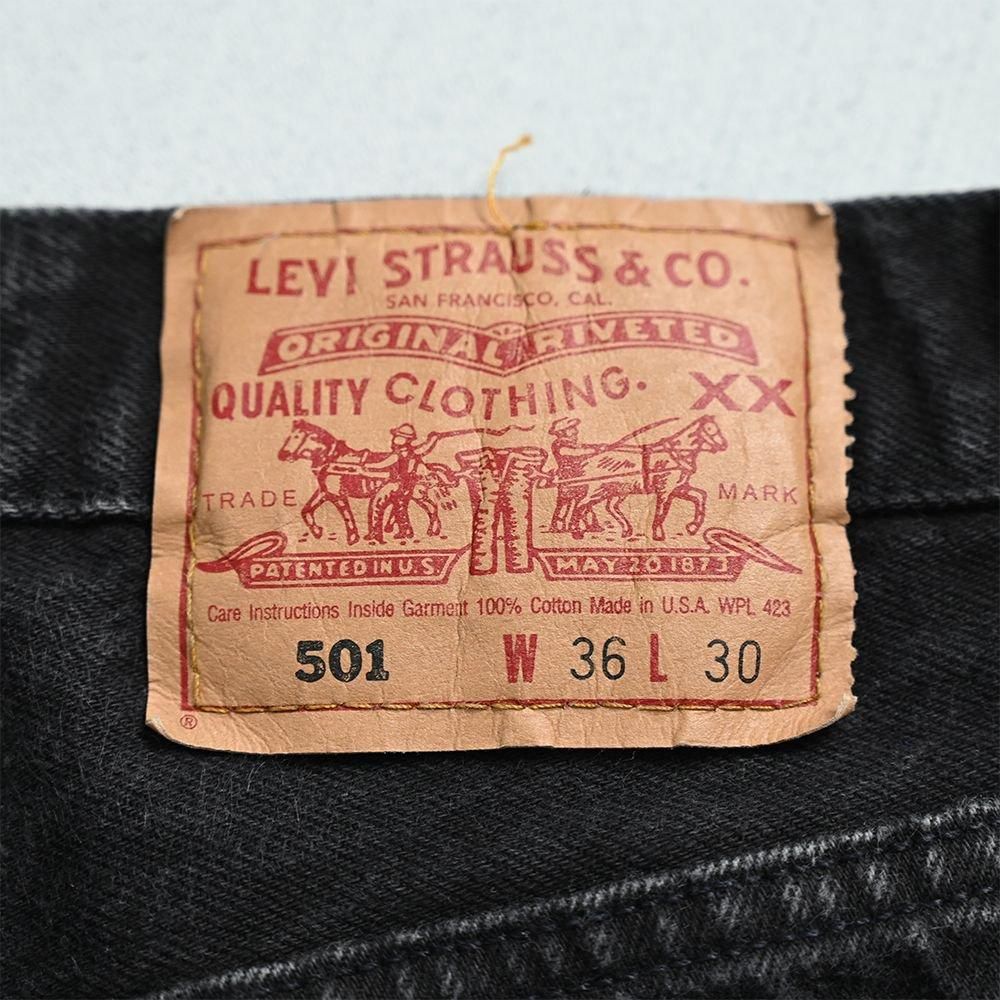 LEVI STRAUSS & CO.
SAN FRANCISCO, CAL.
ORIGINAL RIVETED
QUALITY CLOTHING. XX
TRADE MARK
PATENTED IN U.S. MAY 20 1873
Care Instructions Inside Garment 100% Cotton Made in U.S.A. WPL 423
501 W 36 L 30
®